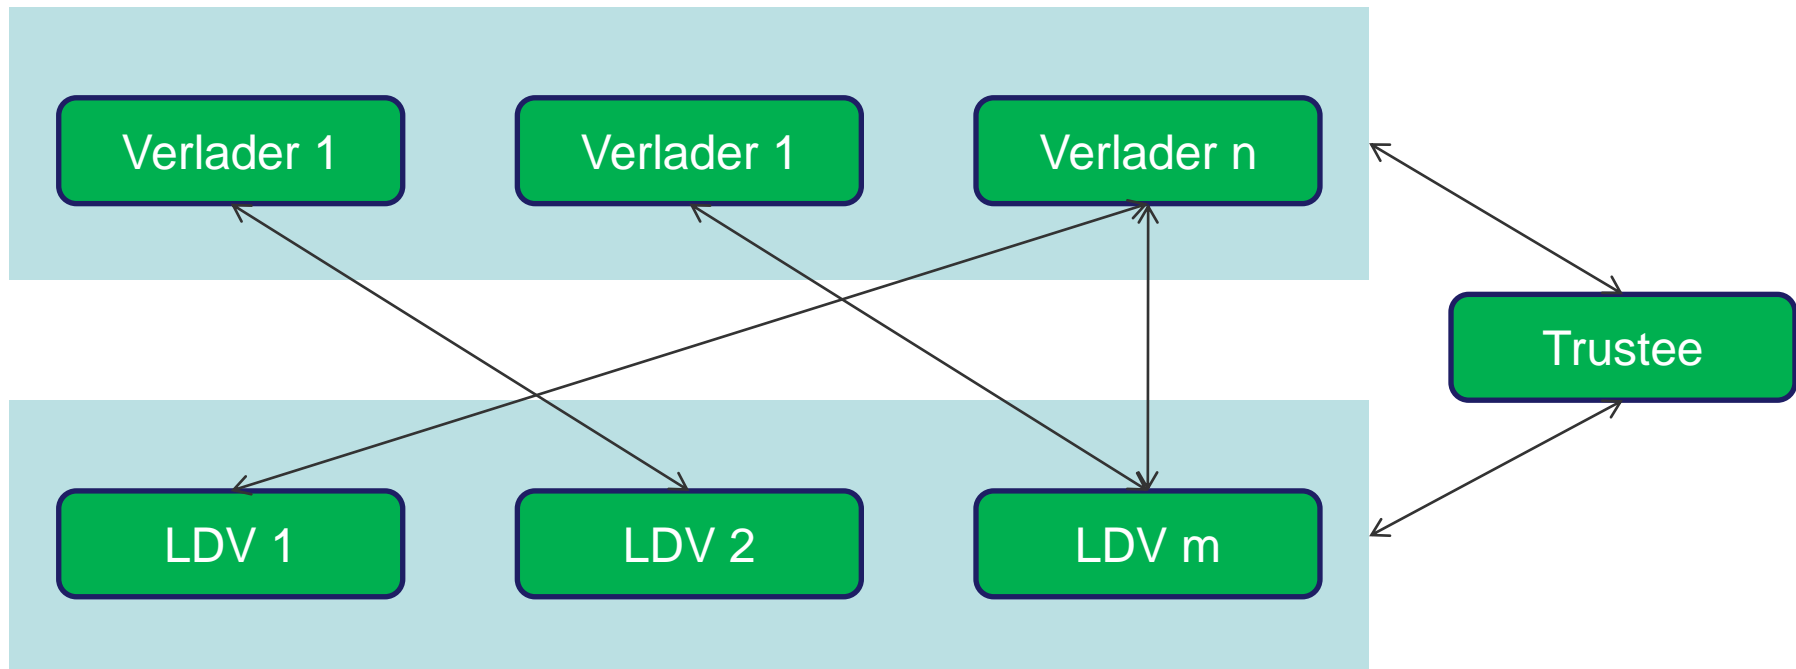 Verlader 1
Verlader 1
Verlader n
Trustee
LDV 1
LDV 2
LDV m